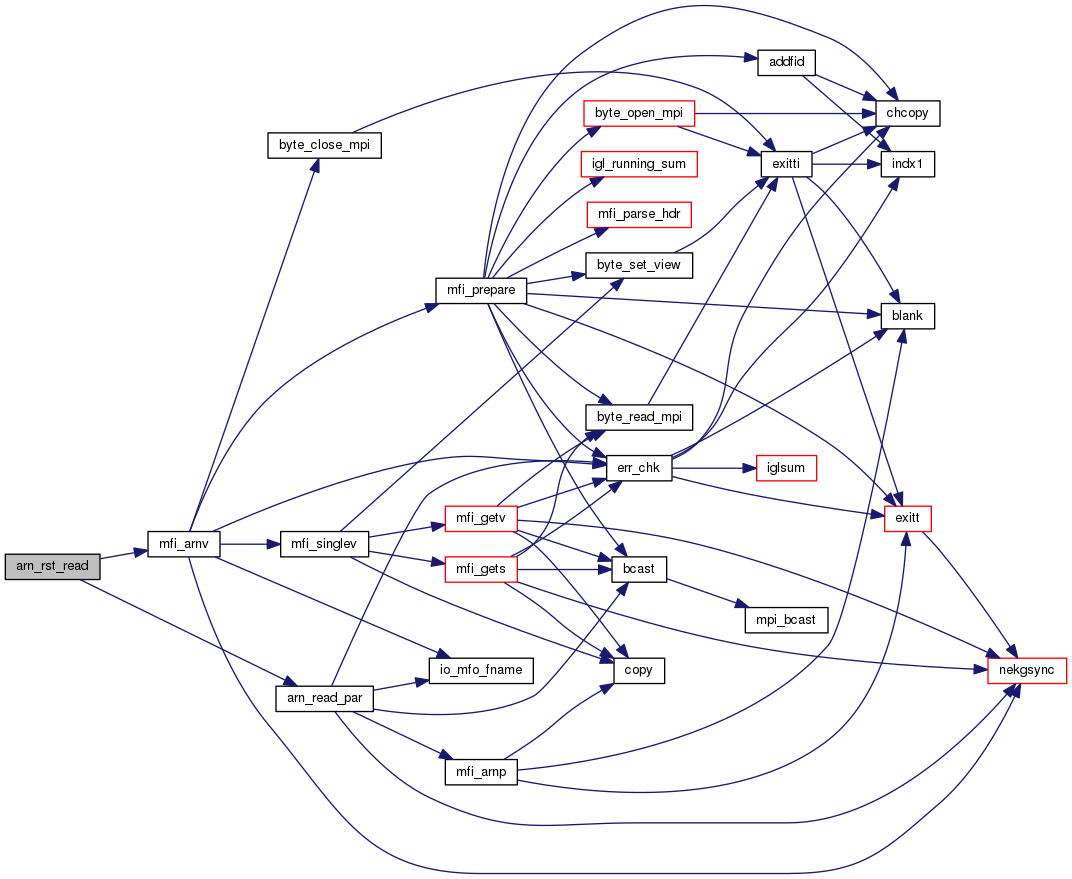 addfid
byte_open_mpi
chcopy
byte_close_mpi
igl_running_sum
exitti
indx1
mfi_parse_hdr
byte_set_view
mfi_prepare
blank
byte_read_mpi
err_chk
iglsum
mfi_getv
exitt
mfi_arnv
mfi_singlev
arn_rst_read
mfi_gets
bcast
mpi_bcast
io_mfo_fname
copy
nekgsync
arn_read_par
mfi_arnp